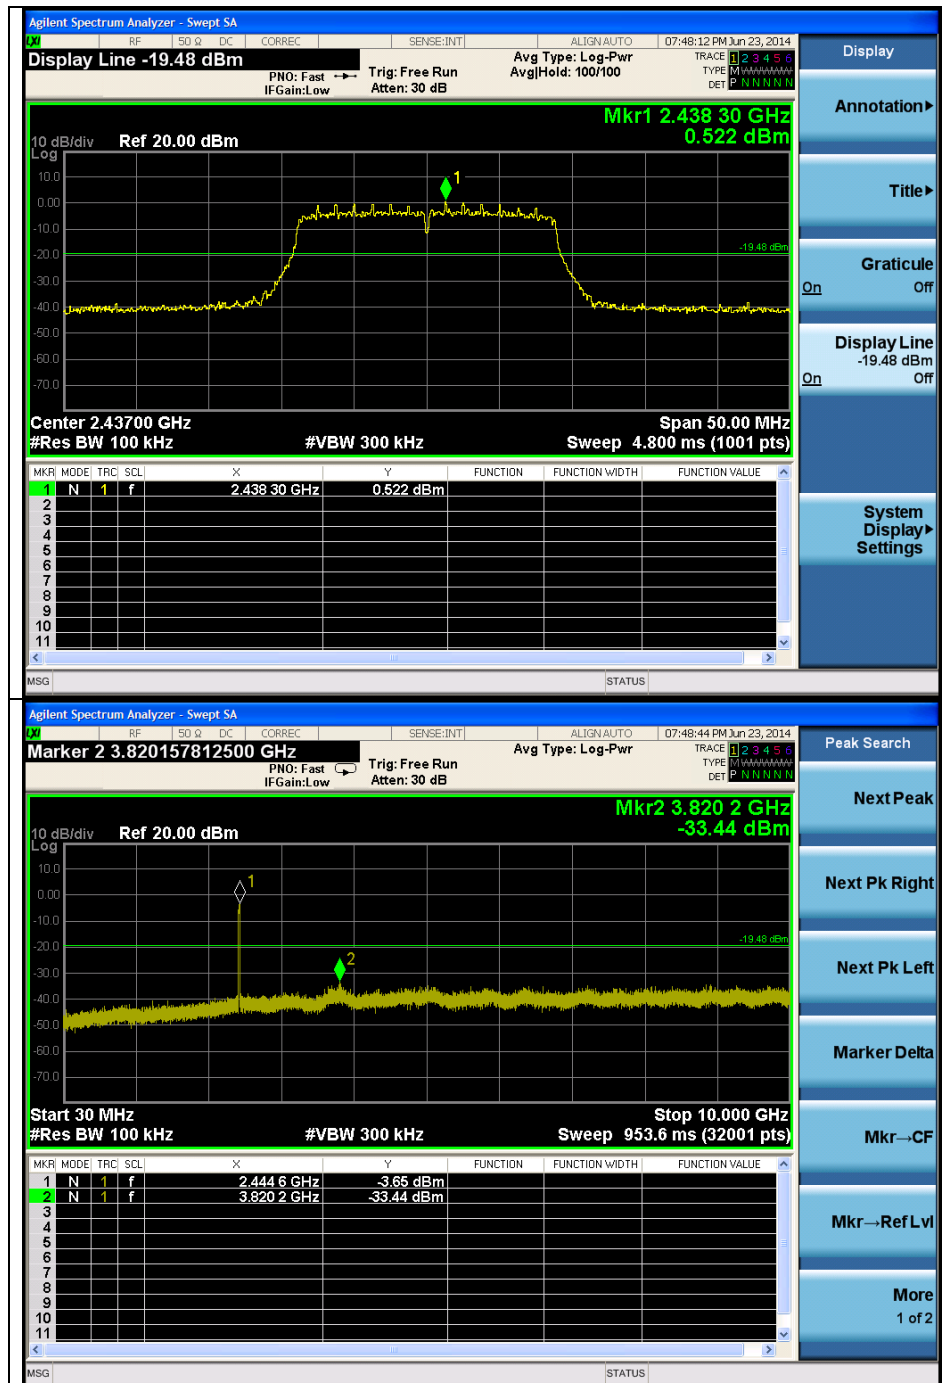 Agilent Spectrum Analyzer - Swept SA
LXI RF 50 Ω DC CORREC SENSE:INT ALIGN AUTO 07:48:12 PM Jun 23, 2014
Display Line -19.48 dBm
PNO: Fast
IFGain:Low
Trig: Free Run
Atten: 30 dB
Avg Type: Log-Pwr
Avg|Hold: 100/100
TRACE 1 2 3 4 5 6
TYPE M WWWWW
DET P N N N N N
Mkr1 2.438 30 GHz
0.522 dBm
10 dB/div Ref 20.00 dBm
Log
10.0
0.00
-10.0
-20.0
-30.0
-40.0
-50.0
-60.0
-70.0
1
-19.48 dBm
Center 2.43700 GHz Span 50.00 MHz
#Res BW 100 kHz #VBW 300 kHz Sweep 4.800 ms (1001 pts)
MKR MODE TRC SCL X Y FUNCTION FUNCTION WIDTH FUNCTION VALUE
1 N 1 f 2.438 30 GHz 0.522 dBm
2
3
4
5
6
7
8
9
10
11
MSG STATUS
Display
Annotation
Title
Graticule
On Off
Display Line
-19.48 dBm
On Off
System
Display
Settings
Agilent Spectrum Analyzer - Swept SA
LXI RF 50 Ω DC CORREC SENSE:INT ALIGN AUTO 07:48:44 PM Jun 23, 2014
Marker 2 3.820157812500 GHz
PNO: Fast
IFGain:Low
Trig: Free Run
Atten: 30 dB
Avg Type: Log-Pwr
TRACE 1 2 3 4 5 6
TYPE M WWWWW
DET P N N N N N
Mkr2 3.820 2 GHz
-33.44 dBm
10 dB/div Ref 20.00 dBm
Log
10.0
0.00
-10.0
-20.0
-30.0
-40.0
-50.0
-60.0
-70.0
1
2
-19.48 dBm
Start 30 MHz Stop 10.000 GHz
#Res BW 100 kHz #VBW 300 kHz Sweep 953.6 ms (32001 pts)
MKR MODE TRC SCL X Y FUNCTION FUNCTION WIDTH FUNCTION VALUE
1 N 1 f 2.444 6 GHz -3.65 dBm
2 N 1 f 3.820 2 GHz -33.44 dBm
3
4
5
6
7
8
9
10
11
MSG STATUS
Peak Search
Next Peak
Next Pk Right
Next Pk Left
Marker Delta
Mkr→CF
Mkr→Ref Lvl
More
1 of 2